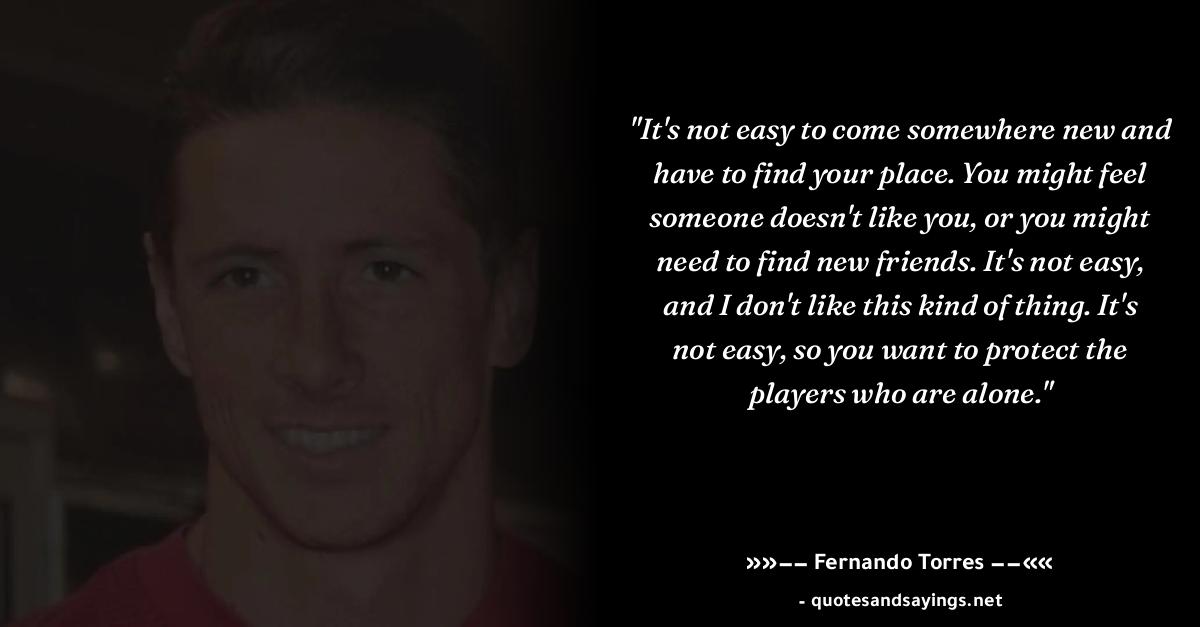 "It's not easy to come somewhere new and
have to find your place. You might feel
someone doesn't like you, or you might
need to find new friends. It's not easy,
and I don't like this kind of thing. It's
not easy, so you want to protect the
players who are alone."
»»–– Fernando Torres ––««
- quotesandsayings.net